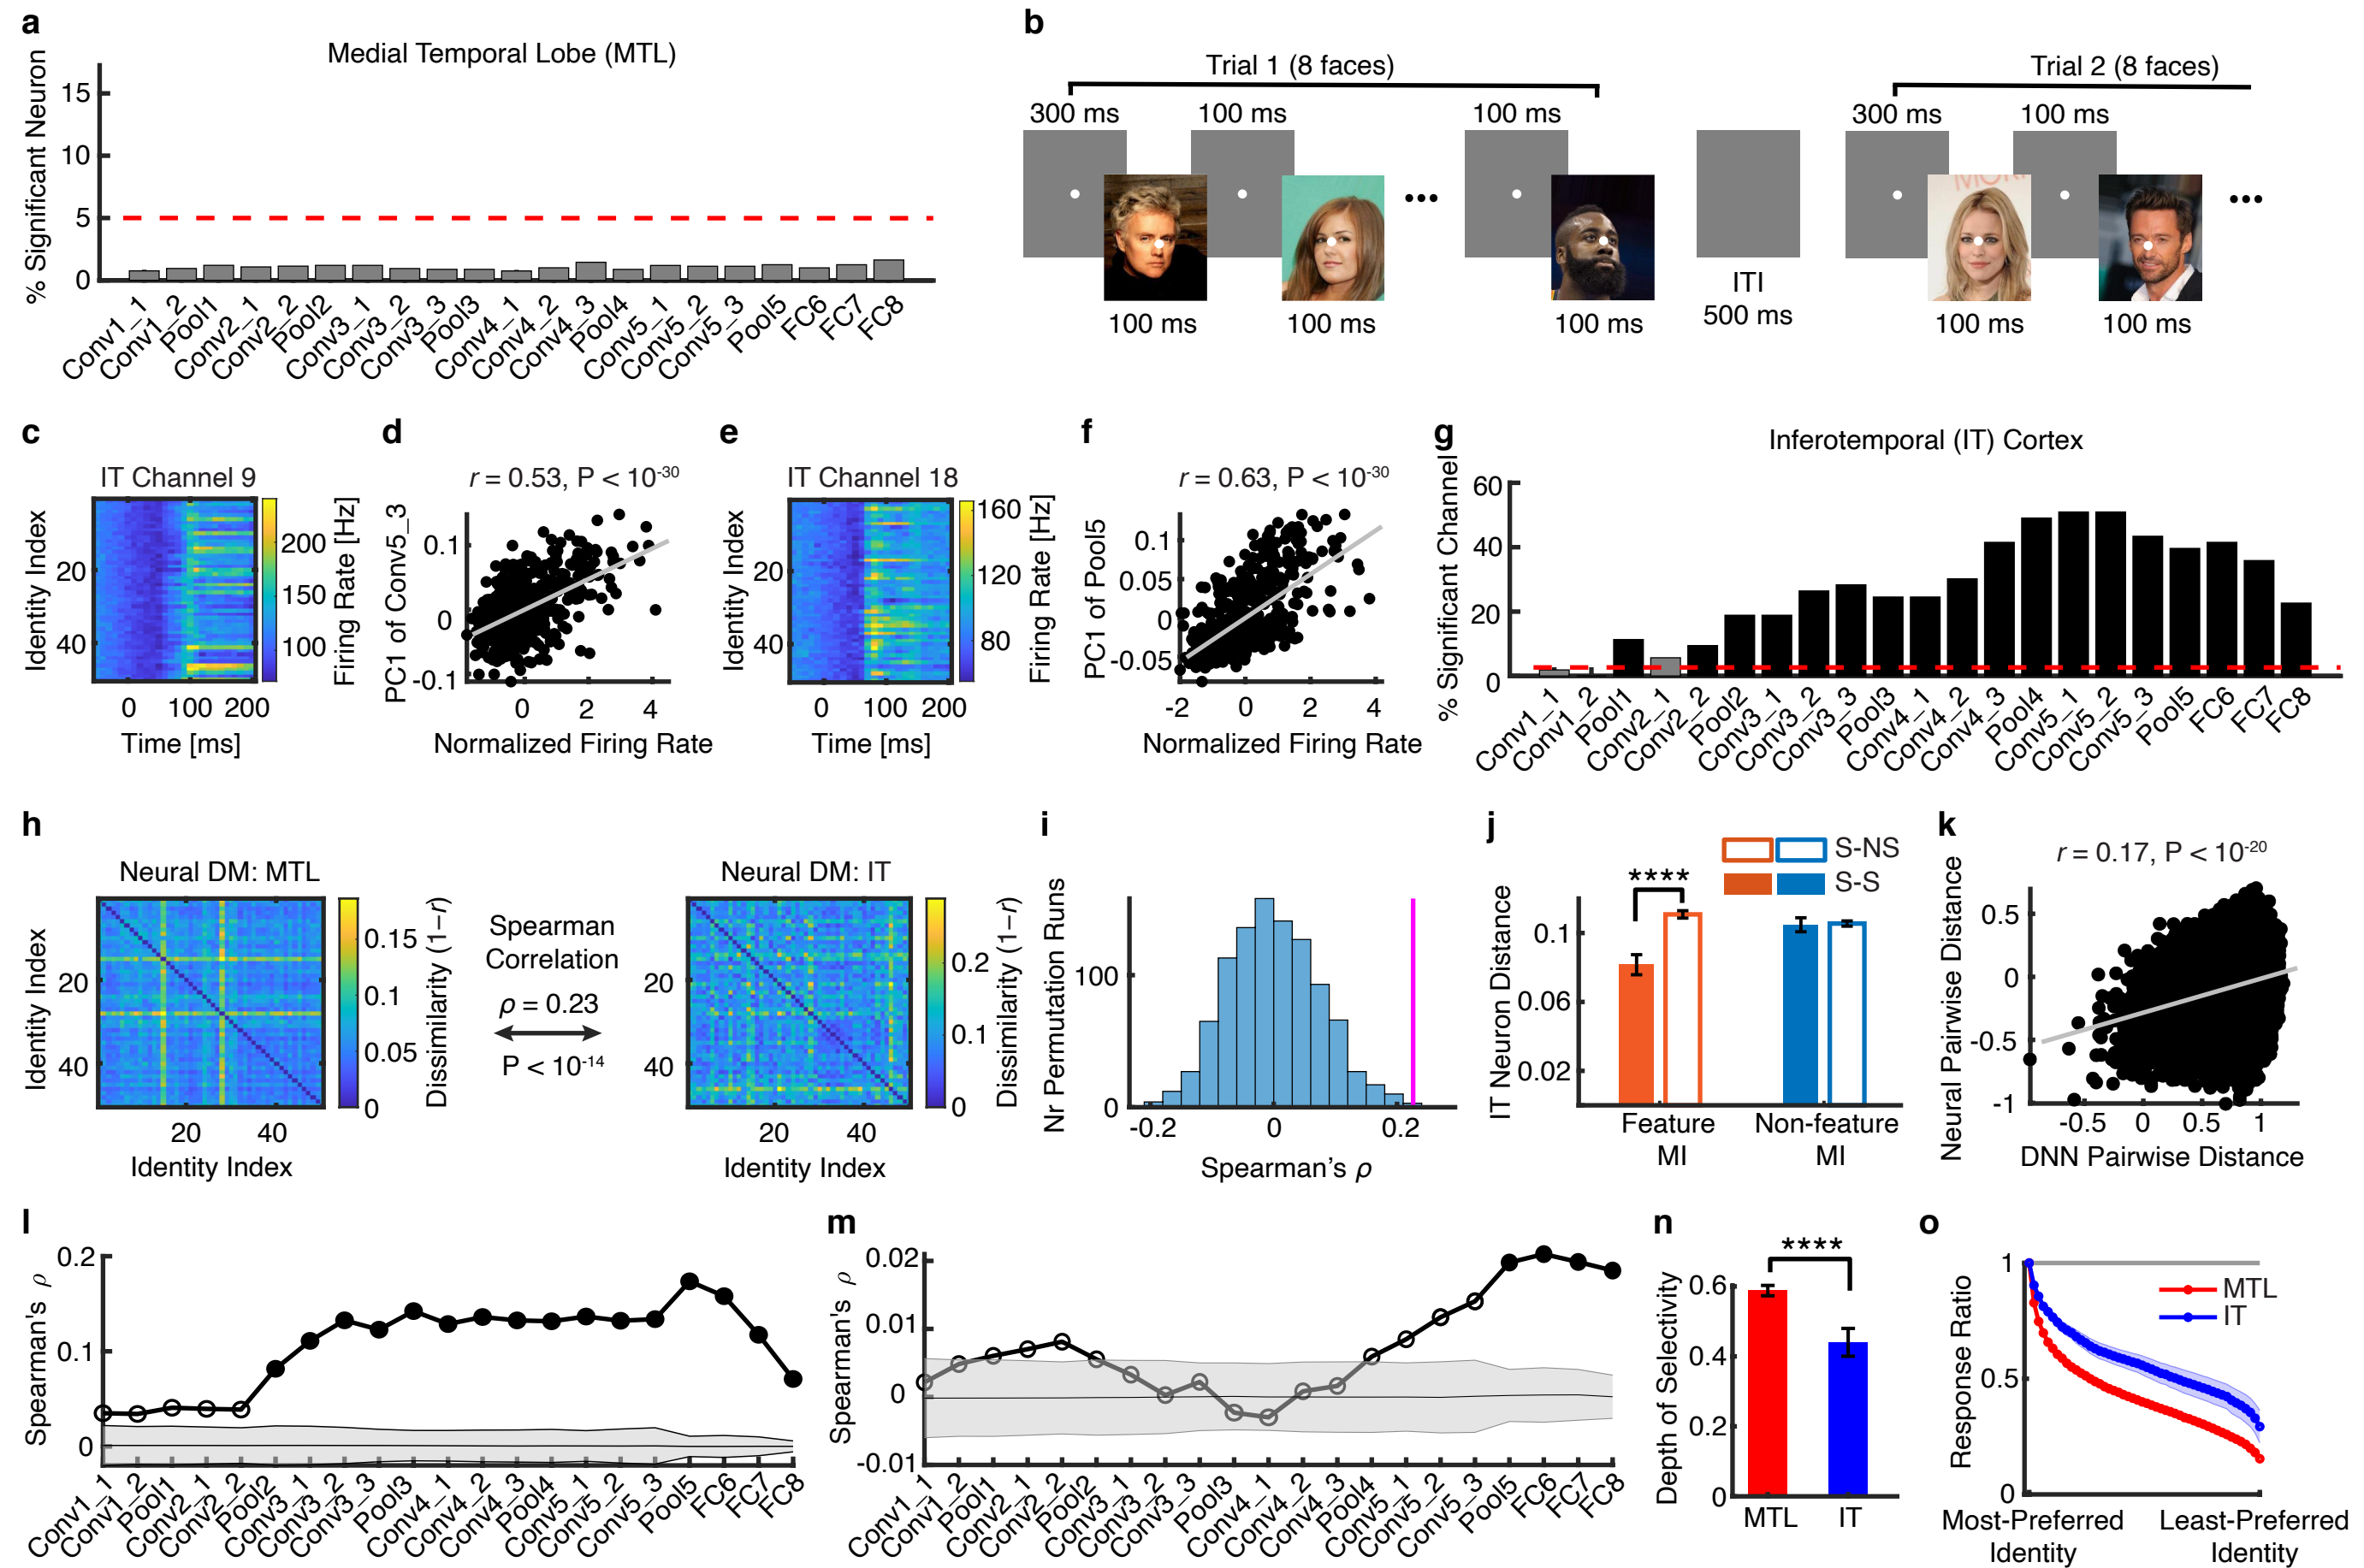 a
Medial Temporal Lobe (MTL)
% Significant Neuron
15
10
5
0
Conv1_1
Conv1_2
Pool1
Conv2_1
Conv2_2
Pool2
Conv3_1
Conv3_2
Conv3_3
Pool3
Conv4_1
Conv4_2
Conv4_3
Pool4
Conv5_1
Conv5_2
Conv5_3
Pool5
FC6
FC7
FC8
b
Trial 1 (8 faces)
Trial 2 (8 faces)
300 ms
100 ms
100 ms
300 ms
100 ms
•••
•••
100 ms
100 ms
100 ms
ITI
500 ms
100 ms
100 ms
c
IT Channel 9
Identity Index
20
40
0
100
200
Time [ms]
200
150
100
Firing Rate [Hz]
d
r = 0.53, P < 10-30
PC1 of Conv5_3
0.1
0
-0.1
0
2
4
Normalized Firing Rate
e
IT Channel 18
Identity Index
20
40
0
100
200
Time [ms]
160
120
80
Firing Rate [Hz]
f
r = 0.63, P < 10-30
PC1 of Pool5
0.1
0.05
0
-0.05
-2
0
2
4
Normalized Firing Rate
g
Inferotemporal (IT) Cortex
% Significant Channel
60
40
20
0
Conv1_1
Conv1_2
Pool1
Conv2_1
Conv2_2
Pool2
Conv3_1
Conv3_2
Conv3_3
Pool3
Conv4_1
Conv4_2
Conv4_3
Pool4
Conv5_1
Conv5_2
Conv5_3
Pool5
FC6
FC7
FC8
h
Neural DM: MTL
Identity Index
20
40
20
40
Identity Index
0.15
0.1
0.05
0
Dissimilarity (1–r)
Spearman
Correlation
ρ = 0.23
P < 10-14
Neural DM: IT
20
40
20
40
Identity Index
0.2
0.1
0
Dissimilarity (1–r)
i
Nr Permutation Runs
100
0
-0.2
0
0.2
Spearman's ρ
j
S-NS
S-S
****
IT Neuron Distance
0.1
0.06
0.02
Feature
MI
Non-feature
MI
k
r = 0.17, P < 10-20
Neural Pairwise Distance
0.5
0
-0.5
-1
-0.5
0
0.5
1
DNN Pairwise Distance
l
Spearman's ρ
0.2
0.1
0
Conv1_1
Conv1_2
Pool1
Conv2_1
Conv2_2
Pool2
Conv3_1
Conv3_2
Conv3_3
Pool3
Conv4_1
Conv4_2
Conv4_3
Pool4
Conv5_1
Conv5_2
Conv5_3
Pool5
FC6
FC7
FC8
m
Spearman's ρ
0.02
0.01
0
-0.01
Conv1_1
Conv1_2
Pool1
Conv2_1
Conv2_2
Pool2
Conv3_1
Conv3_2
Conv3_3
Pool3
Conv4_1
Conv4_2
Conv4_3
Pool4
Conv5_1
Conv5_2
Conv5_3
Pool5
FC6
FC7
FC8
n
****
Depth of Selectivity
0.6
0.4
0.2
0
MTL
IT
o
Response Ratio
1
0.5
0
MTL
IT
Most-Preferred
Identity
Least-Preferred
Identity